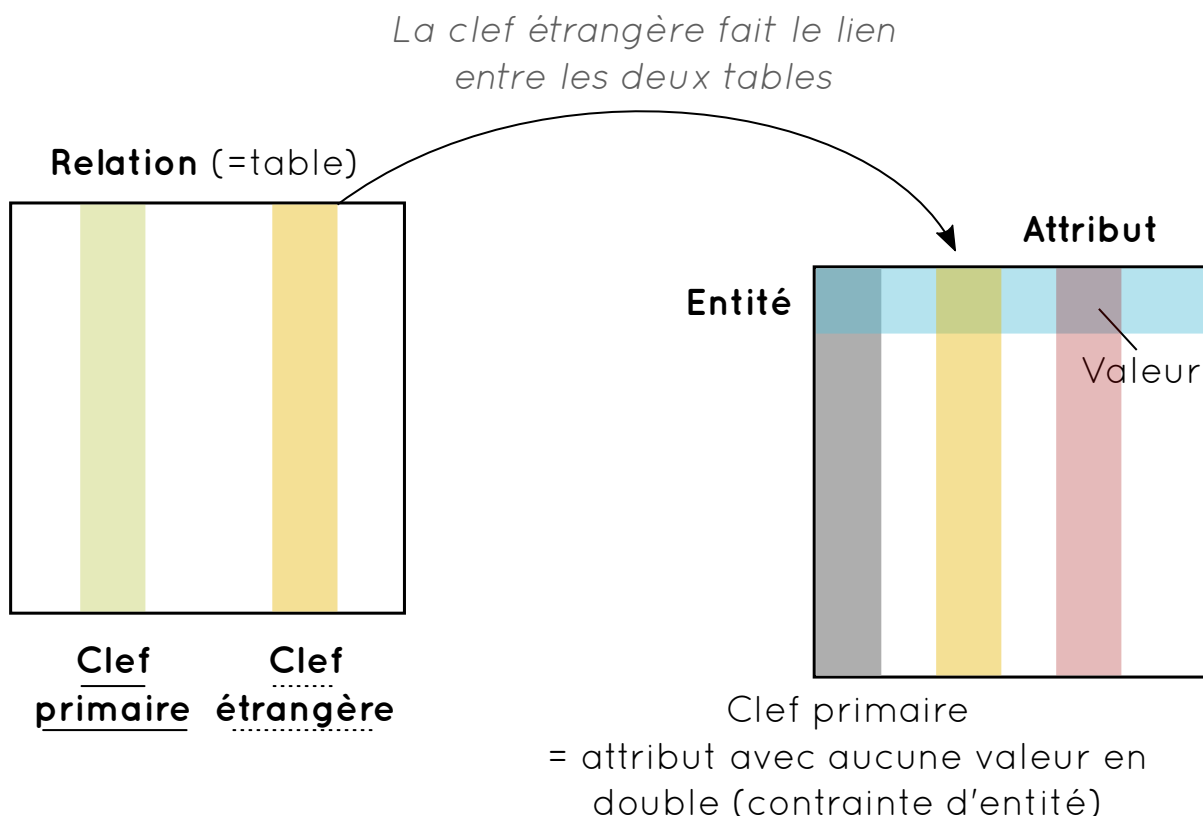 La clef étrangère fait le lien
entre les deux tables
Relation (=table)
Attribut
Entité
Valeur
Clef
primaire
Clef
étrangère
Clef primaire
= attribut avec aucune valeur en
double (contrainte d'entité)